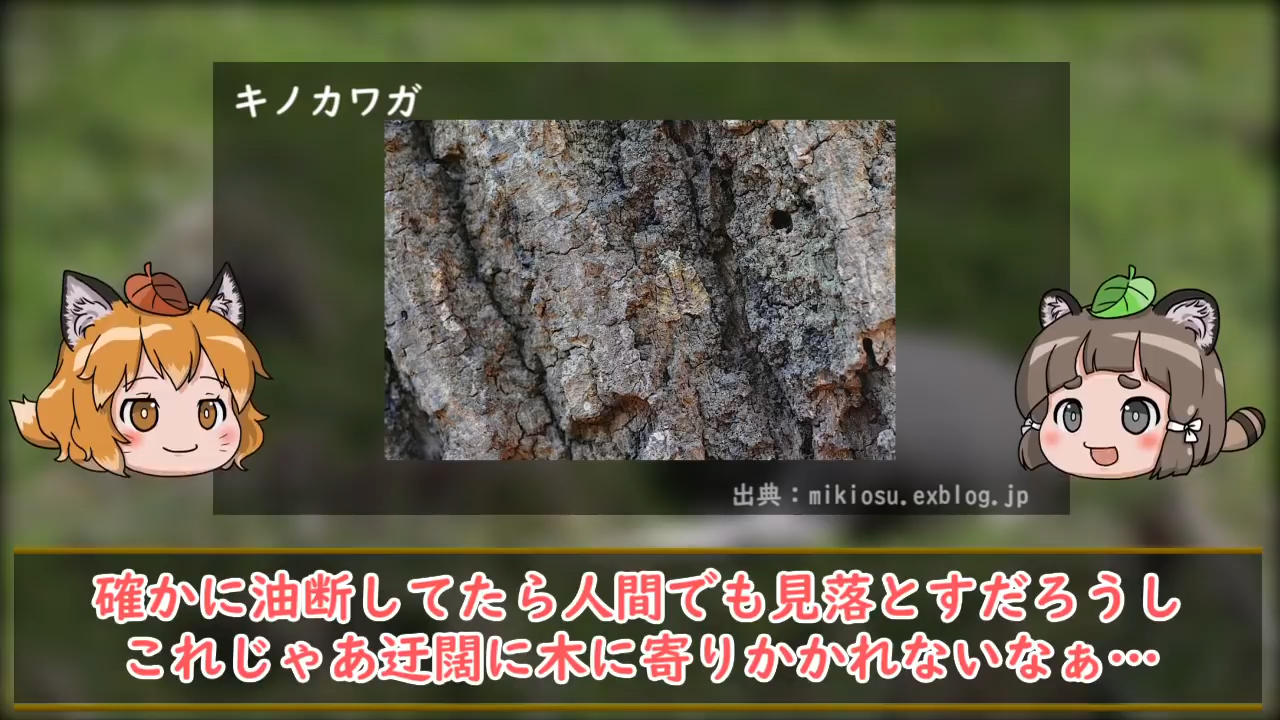 キノカワガ
出典：mikiosu.exblog.jp
確かに油断してたら人間でも見落とすだろうし
これじゃあ迂闊に木に寄りかかれないなぁ…